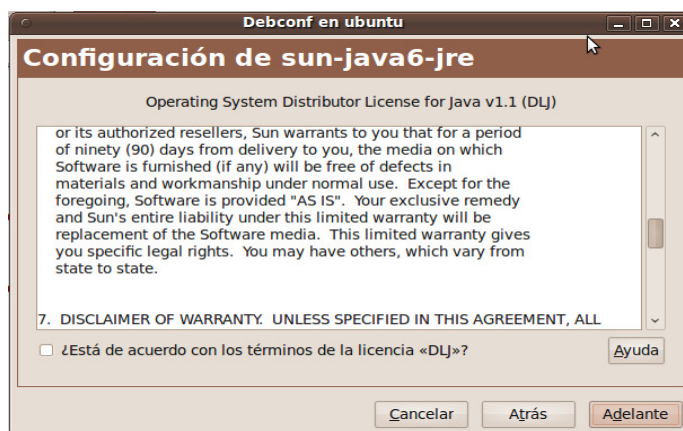 Debconf en ubuntu
Configuración de sun-java6-jre
Operating System Distributor License for Java v1.1 (DLJ)
or its authorized resellers, Sun warrants to you that for a period
of ninety (90) days from delivery to you, the media on which
Software is furnished (if any) will be free of defects in
materials and workmanship under normal use.  Except for the
foregoing, Software is provided "AS IS".  Your exclusive remedy
and Sun's entire liability under this limited warranty will be
replacement of the Software media.  This limited warranty gives
you specific legal rights.  You may have others, which vary from
state to state.
7.  DISCLAIMER OF WARRANTY.  UNLESS SPECIFIED IN THIS AGREEMENT, ALL
¿Está de acuerdo con los términos de la licencia «DLJ»?
Ayuda
Cancelar
Atrás
Adelante